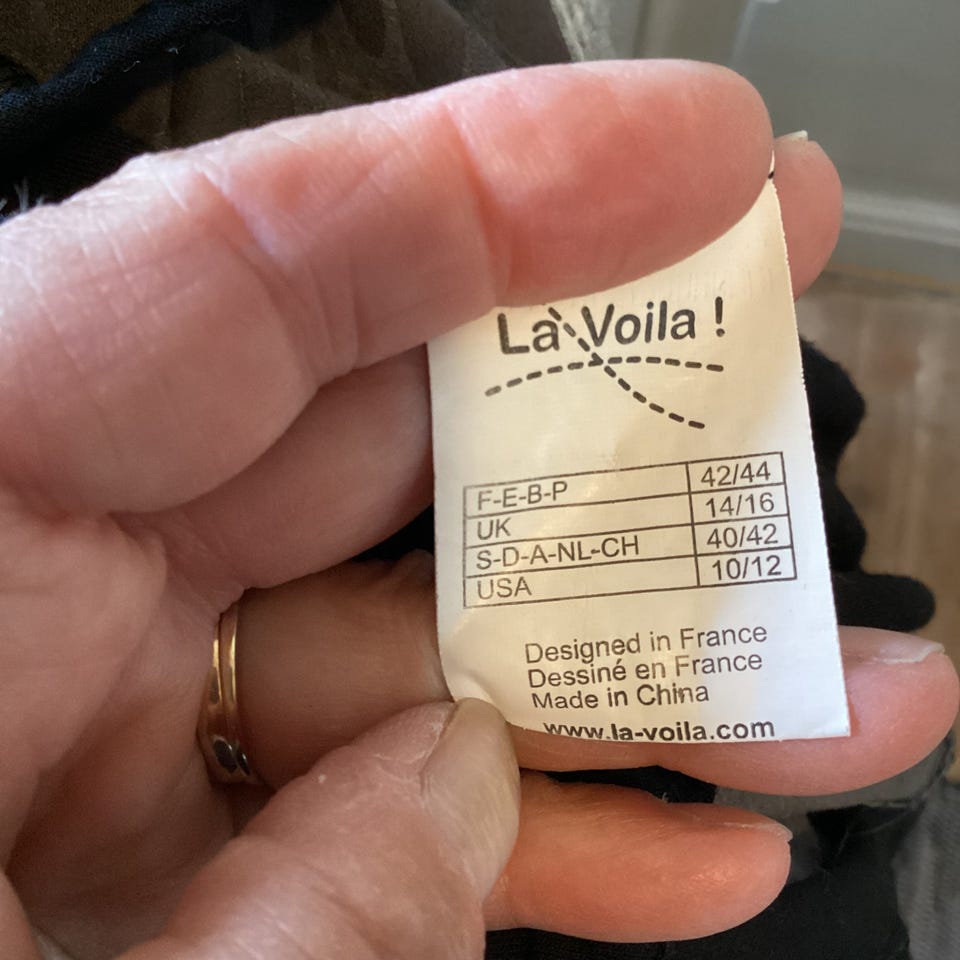 Là Voila !
F-E-B-P 42/44
UK 14/16
S-D-A-NL-CH 40/42
USA 10/12
Designed in France
Dessiné en France
Made in China
www.la-voila.com